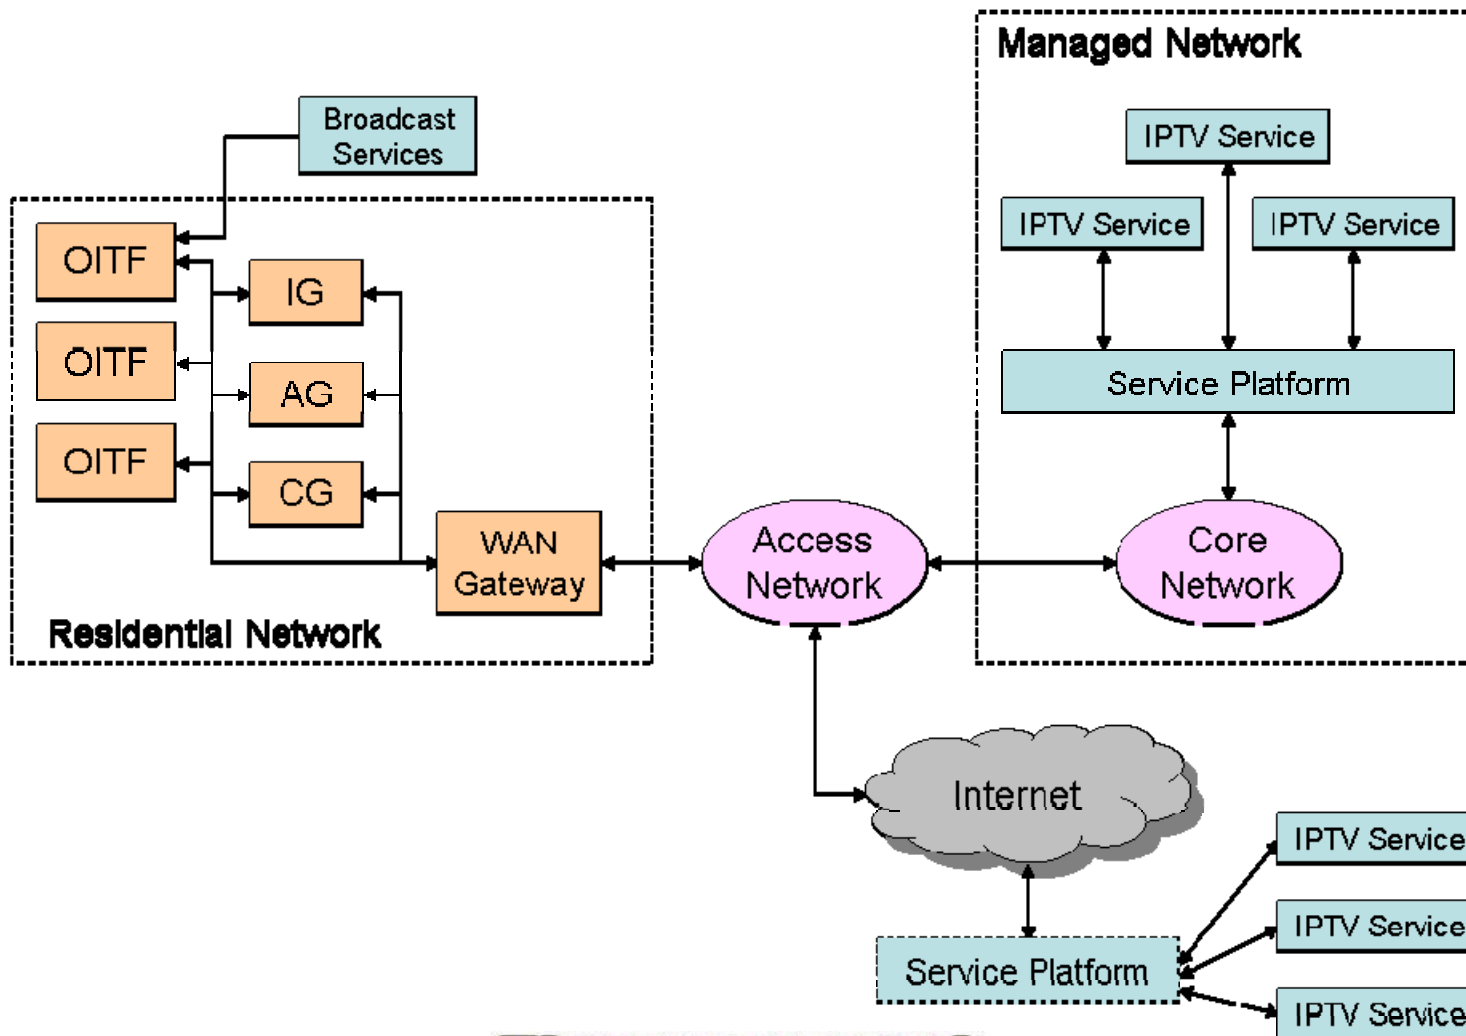 Managed Network
Broadcast
Services
IPTV Service
IPTV Service
IPTV Service
OITF
IG
OITF
AG
Service Platform
OITF
CG
WAN
Gateway
Access
Network
Core
Network
Residential Network
Internet
IPTV Service
IPTV Service
Service Platform
IPTV Service